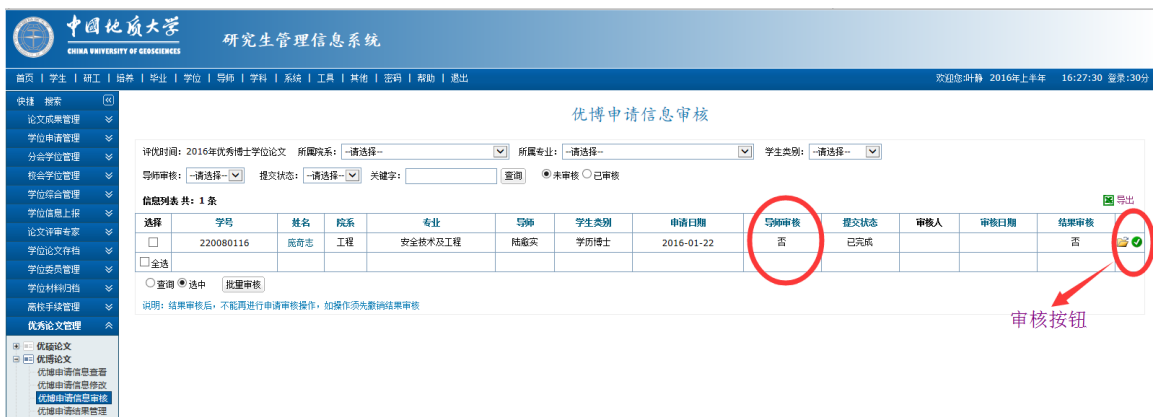 中國地质大学
CHINA UNIVERSITY OF GEOSCIENCES
研究生管理信息系统
首页 | 学生 | 研工 | 培养 | 毕业 | 学位 | 导师 | 学科 | 系统 | 工具 | 其他 | 密码 | 帮助 | 退出
欢迎您:叶静 2016年上半年 16:27:30 登录:30分
快捷 搜索
论文成果管理
学位申请管理
分会学位管理
校会学位管理
学位综合管理
学位信息上报
论文评审专家
学位论文存档
学位委员管理
学位材料归档
离校手续管理
优秀论文管理
优硕论文
优博论文
优博申请信息查看
优博申请信息修改
优博申请信息审核
优博申请结果管理
优博申请信息审核
评优时间: 2016年优秀博士学位论文 所属院系: --请选择-- 所属专业: --请选择-- 学生类别: --请选择--
导师审核: --请选择-- 提交状态: --请选择-- 关键字: 查询 未审核 已审核
信息列表 共: 1 条 导出
选择 学号 姓名 院系 专业 导师 学生类别 申请日期 导师审核 提交状态 审核人 审核日期 结果审核
220080116 庞奇志 工程 安全技术及工程 陆愈实 学历博士 2016-01-22 否 已完成 否
全选
查询 选中 批里审核
说明: 结果审核后, 不能再进行申请审核操作, 如操作须先撤销结果审核
审核按钮